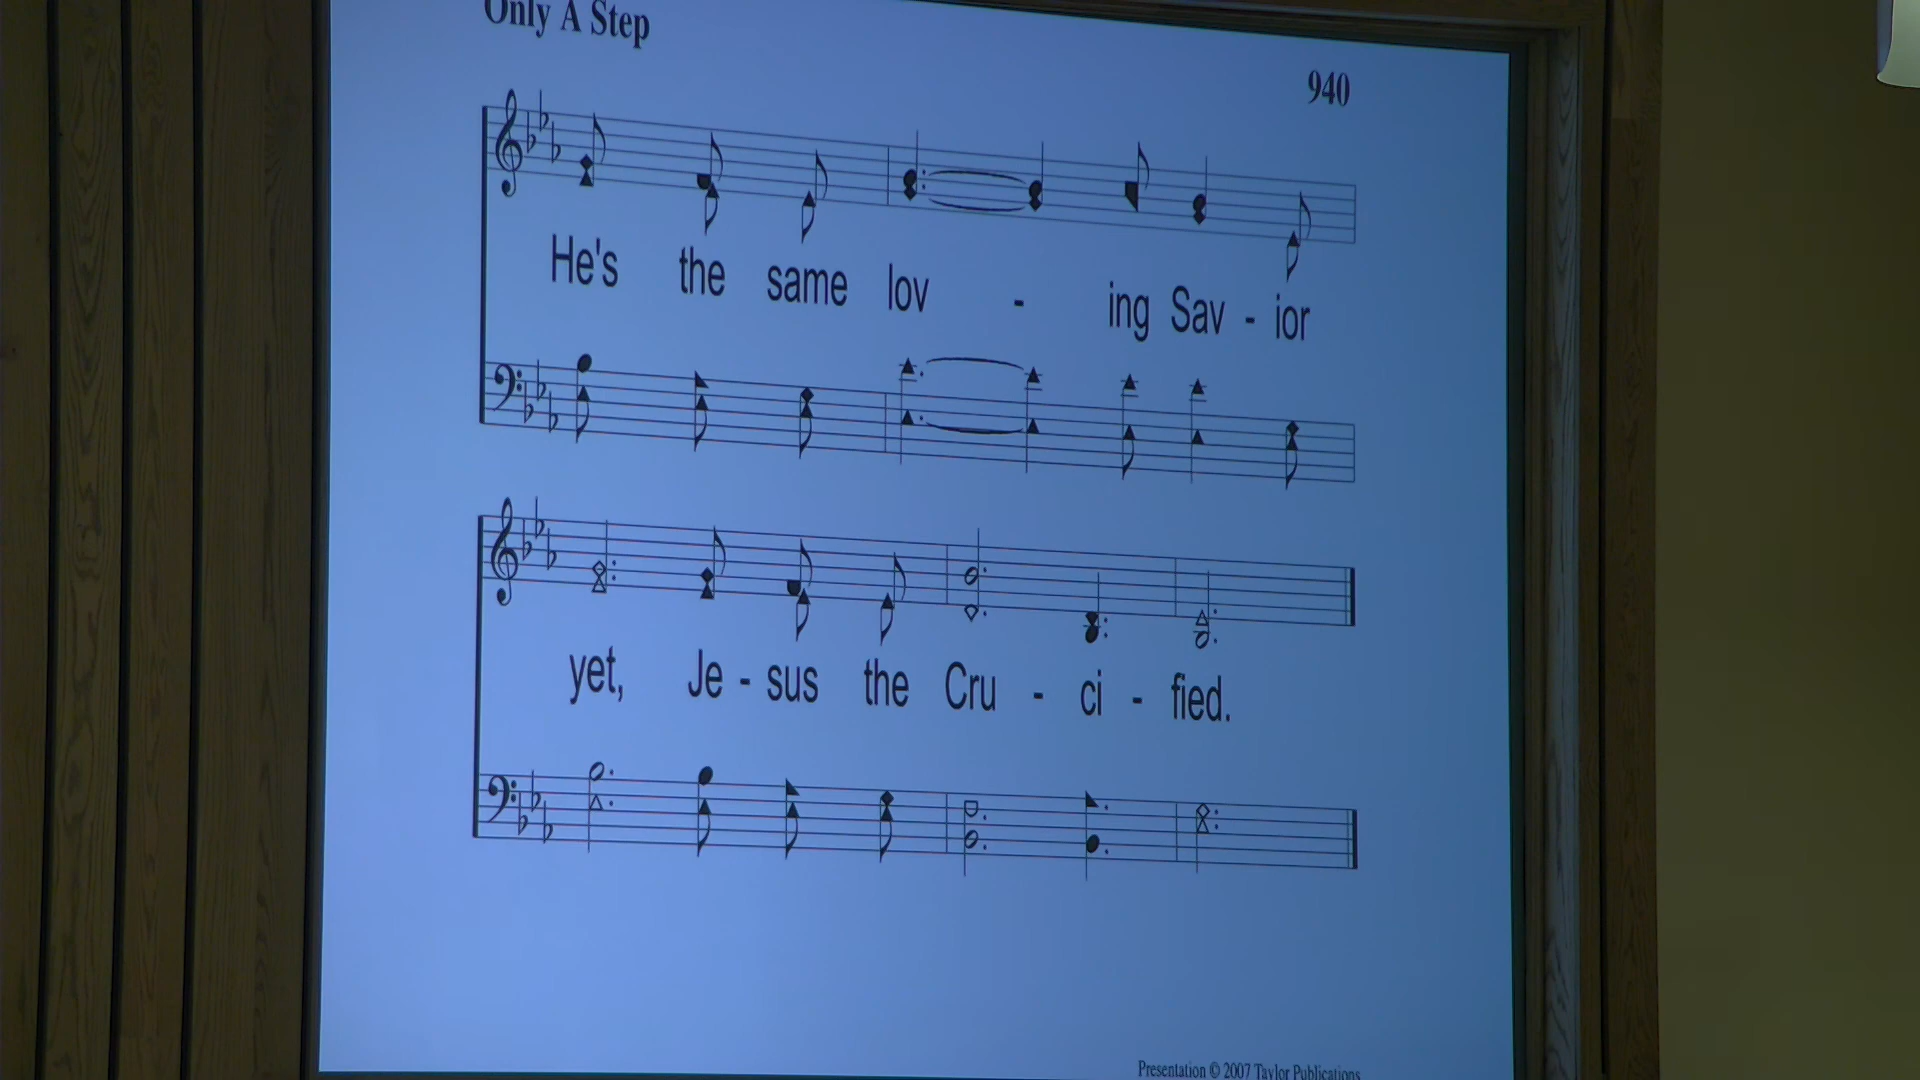 Only A Step
940
He's the same lov - ing Sav - ior
yet, Je - sus the Cru - ci - fied.
Presentation © 2007 Taylor Publications